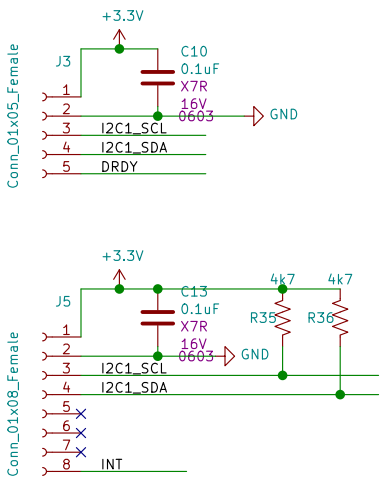 +3.3V
J3
C10
0.1uF
X7R
16V
0603
Conn_01x05_Female
1
2
GND
3 I2C1_SCL
4 I2C1_SDA
5 DRDY
+3.3V
4k7 4k7
J5
C13
0.1uF
X7R
16V
0603
R35 R36
Conn_01x08_Female
1
2
GND
3 I2C1_SCL
4 I2C1_SDA
5
6
7
8 INT